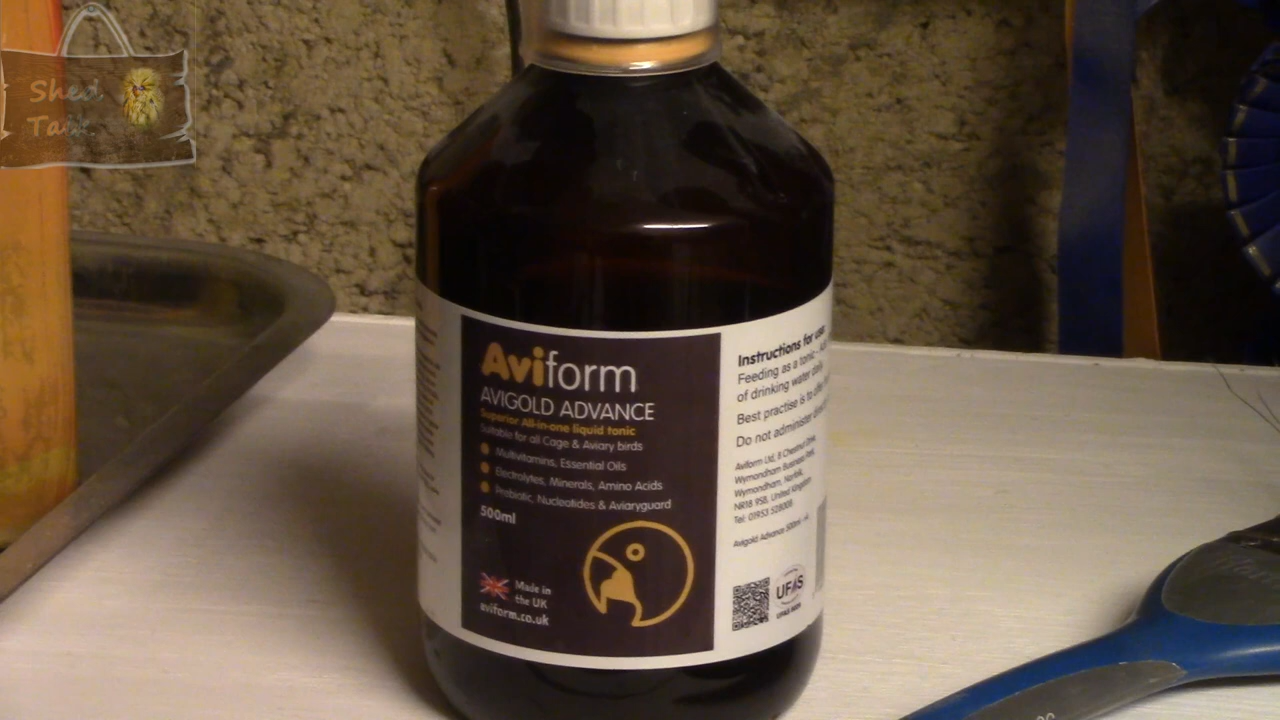 Shed
Aviform
AVIGOLD ADVANCE
Superior All-in-one liquid tonic
Suitable for all Cage & Aviary birds
Multivitamins, Essential Oils
Electrolytes, Minerals, Amino Acids
Probiotic, Nucleotides & Aviaryguard
500ml
Made in
the UK
aviform.co.uk
Instructions for use
Feeding as a tonic -
of drinking water daily
Best practise is to
Do not administer
Aviform Ltd, 8 Chestnut Drive,
Wymondham Business Park,
Wymondham, Norfolk,
NR18 9SB, United Kingdom
Tel: 01953 528008
Avigold Advance 500ml
UFAS